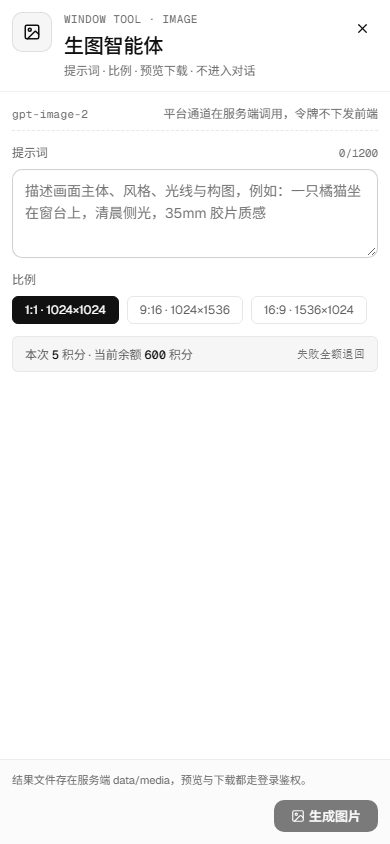 WINDOW TOOL · IMAGE
生图智能体
提示词 · 比例 · 预览下载 · 不进入对话
gpt-image-2
平台通道在服务端调用，令牌不下发前端
提示词
0/1200
描述画面主体、风格、光线与构图，例如：一只橘猫坐
在窗台上，清晨侧光，35mm 胶片质感
比例
1:1 · 1024×1024
9:16 · 1024×1536
16:9 · 1536×1024
本次 5 积分 · 当前余额 600 积分
失败全额退回
结果文件存在服务端 data/media，预览与下载都走登录鉴权。
生成图片